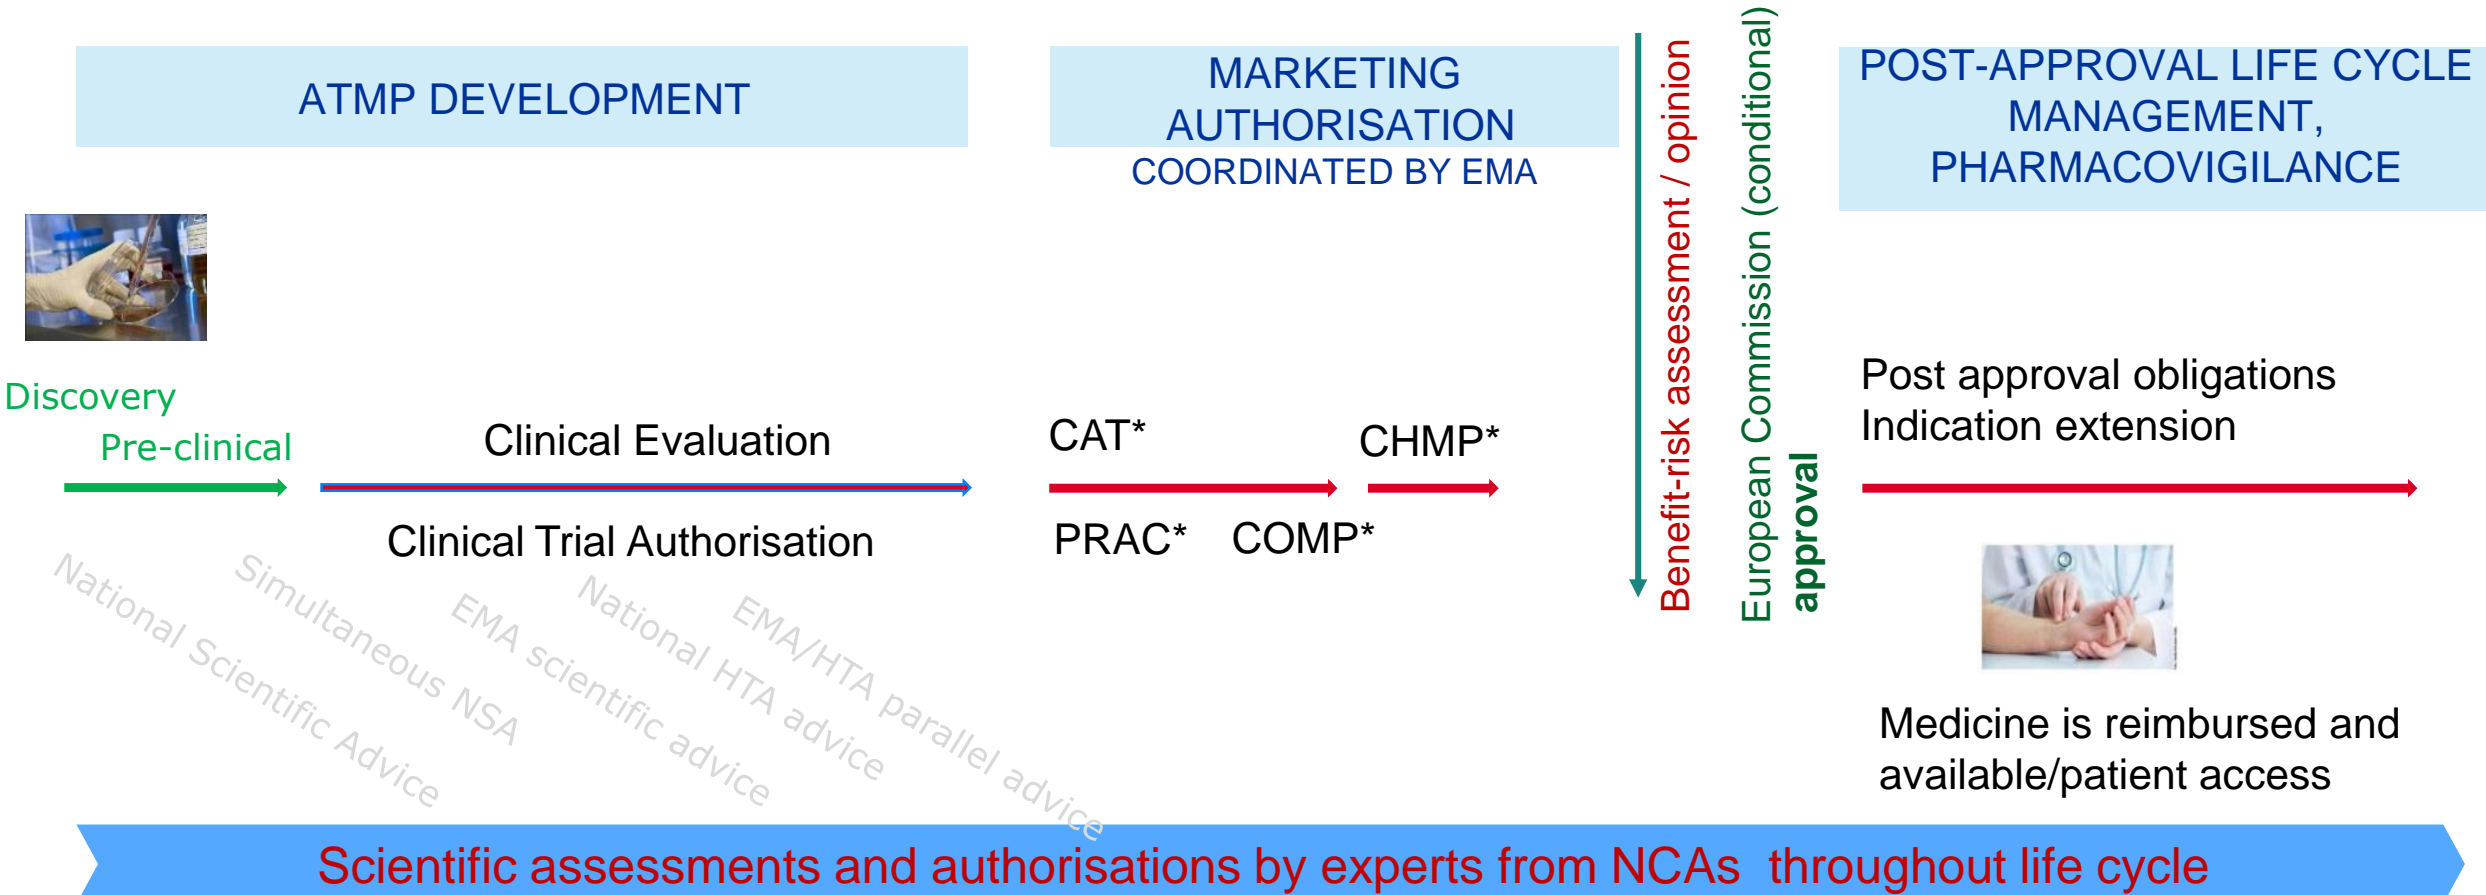 ATMP DEVELOPMENT
MARKETING
AUTHORISATION
COORDINATED BY EMA
Benefit-risk assessment / opinion
European Commission (conditional)
approval
POST-APPROVAL LIFE CYCLE
MANAGEMENT,
PHARMACOVIGILANCE
Discovery
Pre-clinical
Clinical Evaluation
Clinical Trial Authorisation
CAT*
CHMP*
PRAC*
COMP*
Post approval obligations
Indication extension
National Scientific Advice
Simultaneous NSA
EMA scientific advice
National HTA advice
EMA/HTA parallel advice
Medicine is reimbursed and
available/patient access
Scientific assessments and authorisations by experts from NCAs throughout life cycle